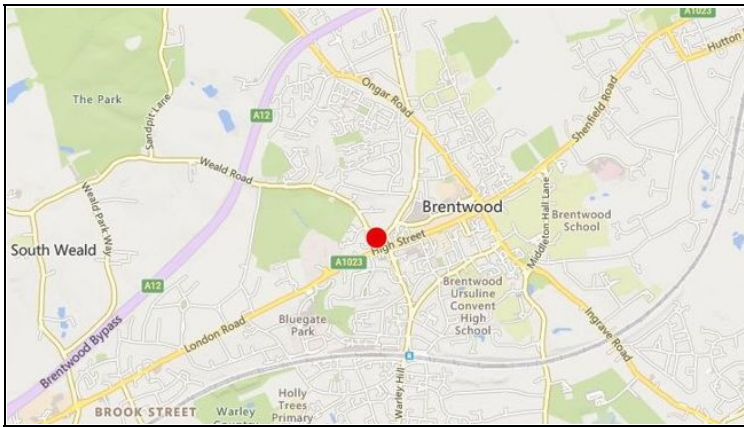 A1023
Hutton
Ongar Road
The Park
Sandpit Lane
A12
Shenfield Road
Weald Road
Weald Park Way
Middleton Hall Lane
Brentwood
Brentwood
School
High Street
South Weald
A1023
A12
Brentwood
Ursuline
Convent
High
School
Bluegate
Park
Ingrave Road
London Road
Brentwood Bypass
Warley Hill
Holly
Trees
Primary
BROOK STREET
Warley
Country